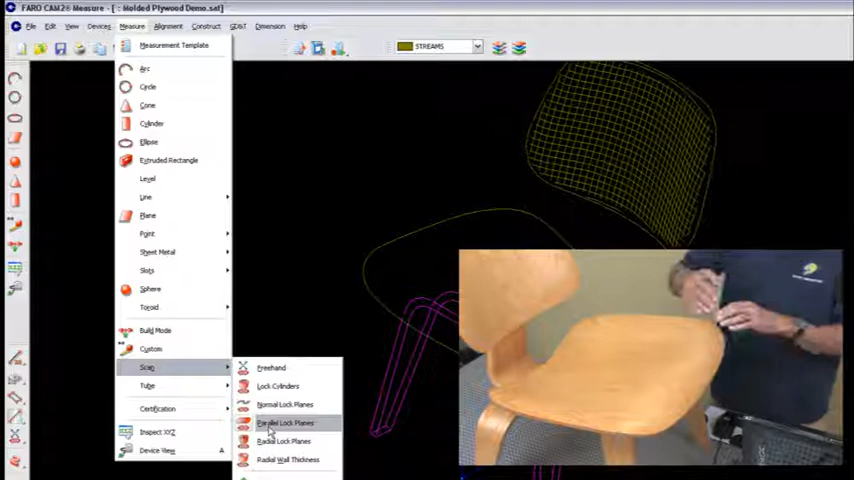 FARO CAM2® Measure - [ : Molded Plywood Demo.sat]
File Edit View Devices Measure Alignment Construct GD&T Dimension Help
STREAMS
Measurement Template
Arc
Circle
Cone
Cylinder
Ellipse
Extruded Rectangle
Level
Line
Plane
Point
Sheet Metal
Slots
Sphere
Toroid
Build Mode
Custom
Scan
Tube
Certification
Inspect XYZ
Device View A
Freehand
Lock Cylinders
Normal Lock Planes
Parallel Lock Planes
Radial Lock Planes
Radial Wall Thickness